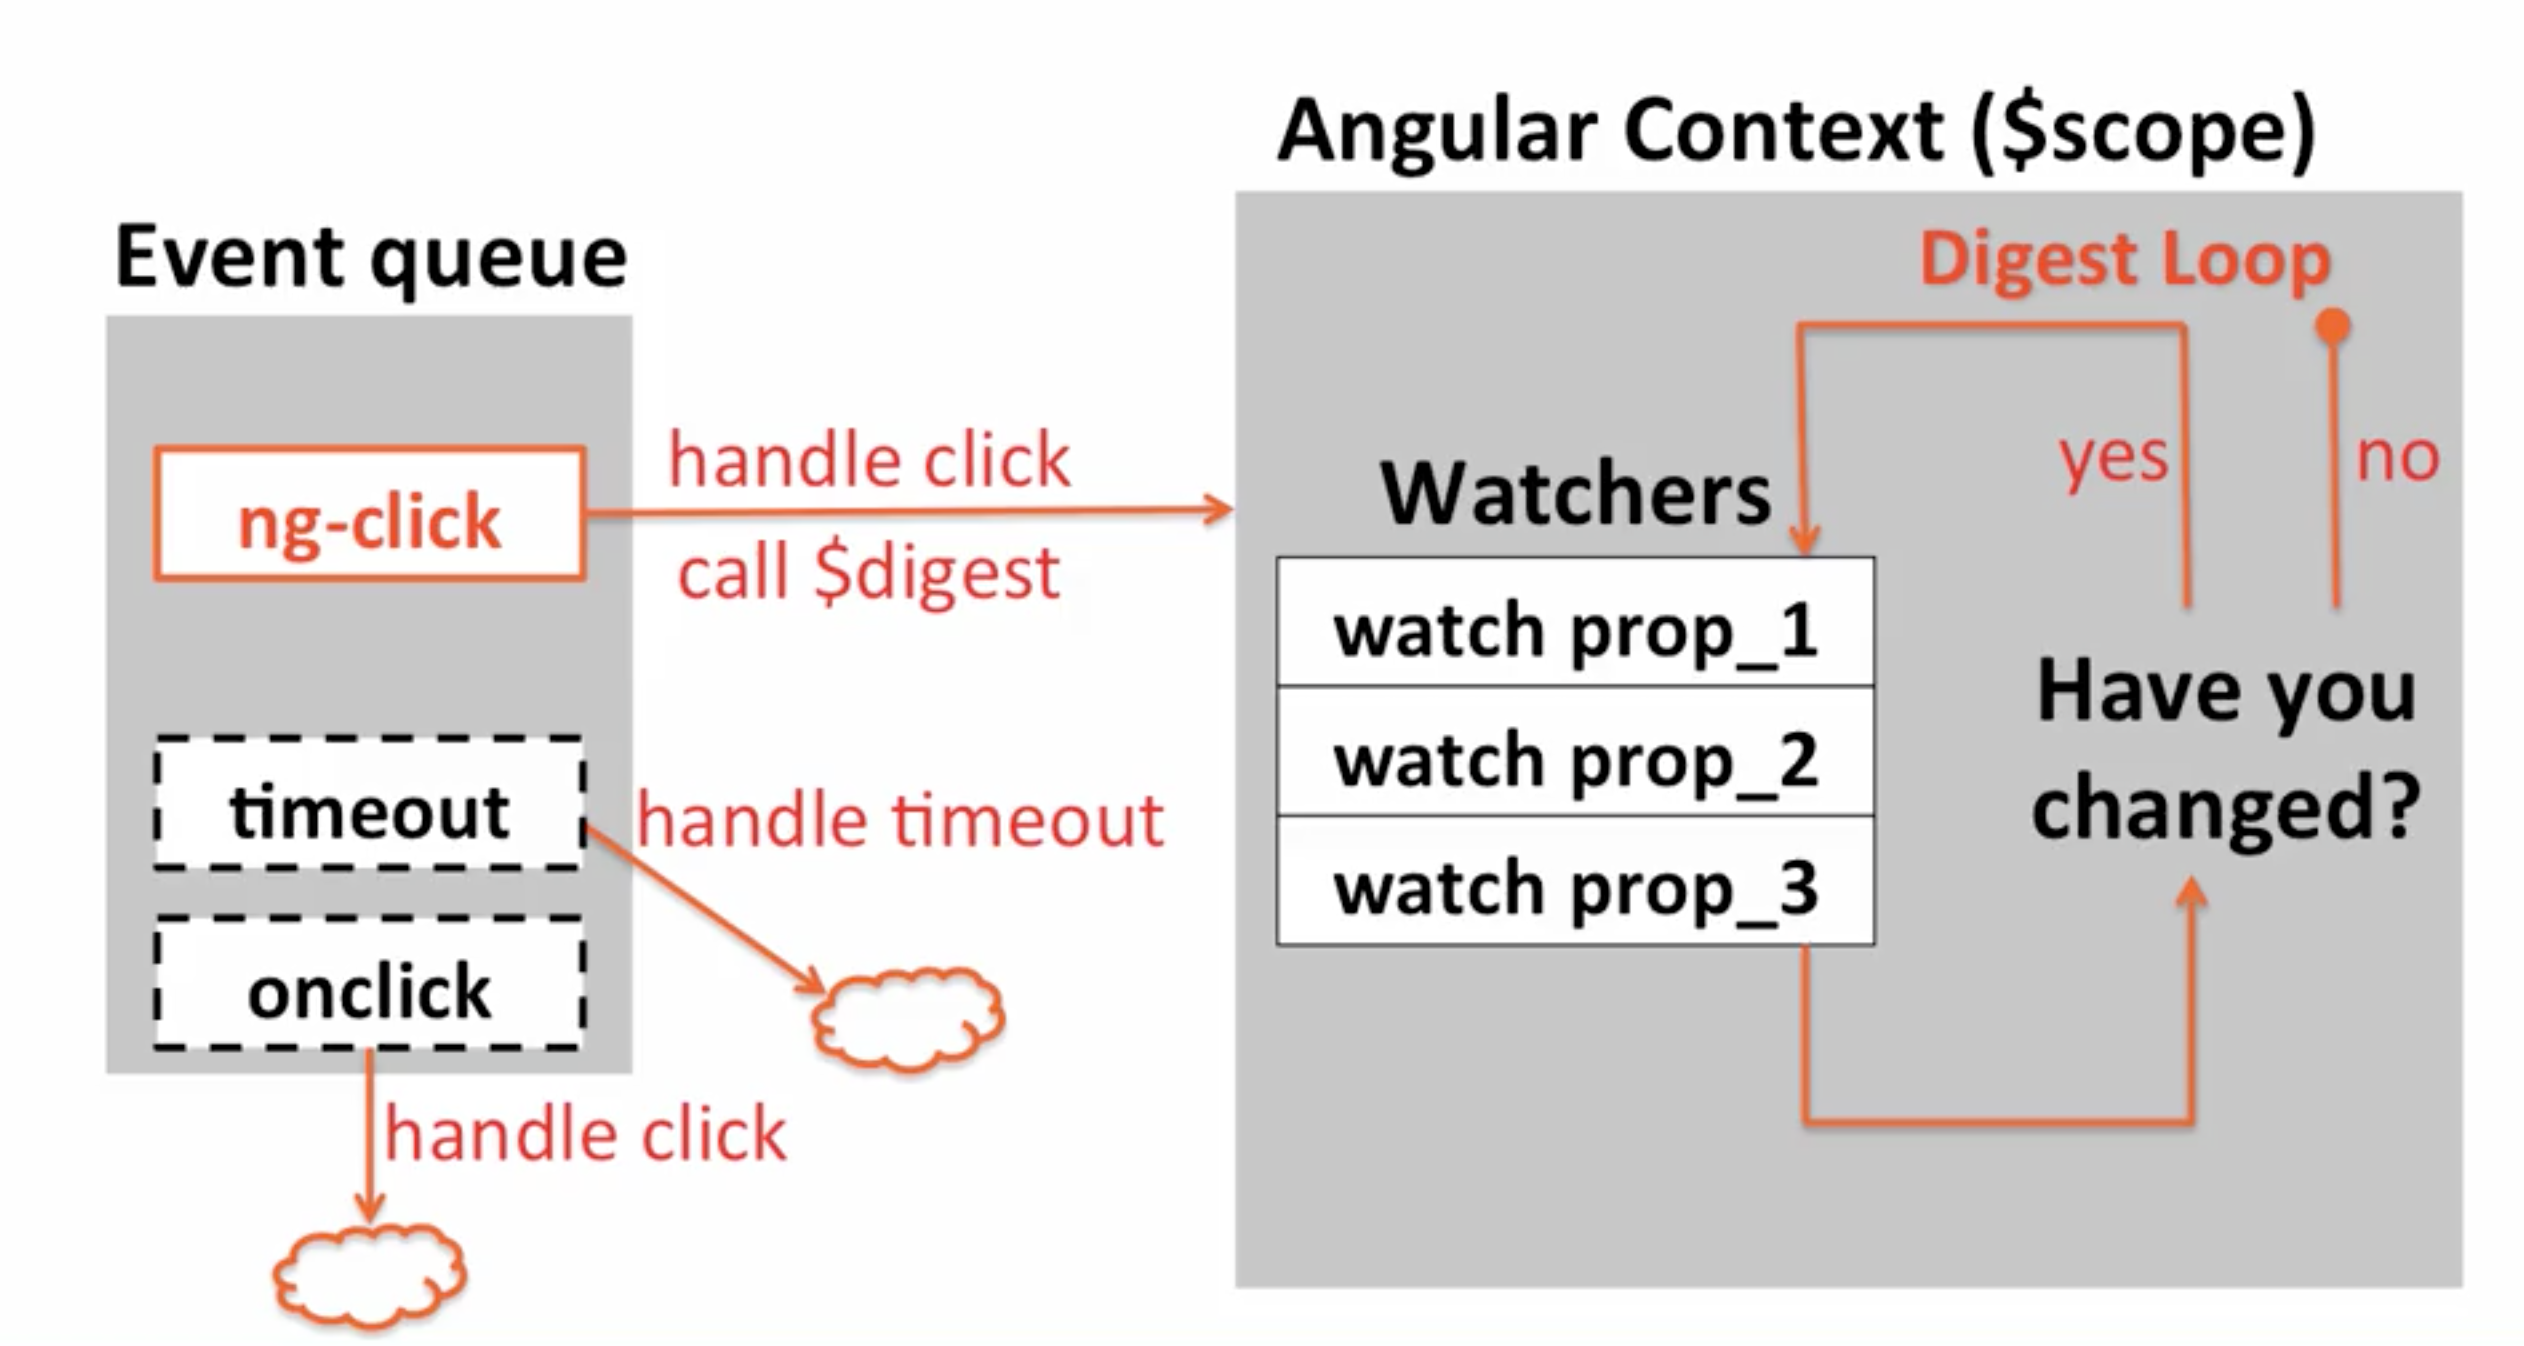 Event queue
ng-click
handle click
call $digest
timeout
handle timeout
onclick
handle click
Angular Context ($scope)
Digest Loop
yes
no
Watchers
watch prop_1
watch prop_2
watch prop_3
Have you
changed?